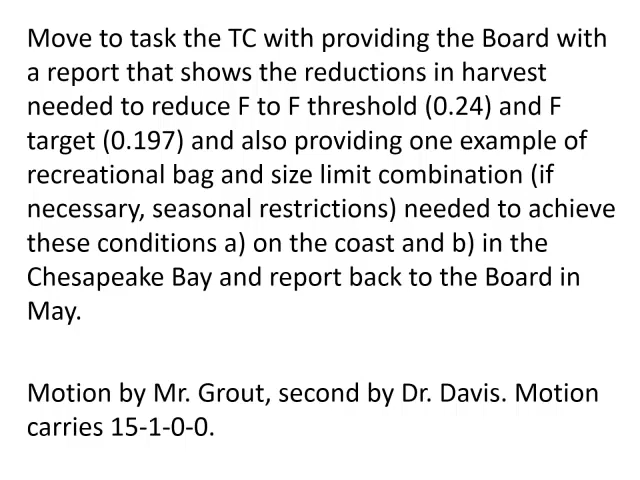 Move to task the TC with providing the Board with
a report that shows the reductions in harvest
needed to reduce F to F threshold (0.24) and F
target (0.197) and also providing one example of
recreational bag and size limit combination (if
necessary, seasonal restrictions) needed to achieve
these conditions a) on the coast and b) in the
Chesapeake Bay and report back to the Board in
May.
Motion by Mr. Grout, second by Dr. Davis. Motion
carries 15-1-0-0.